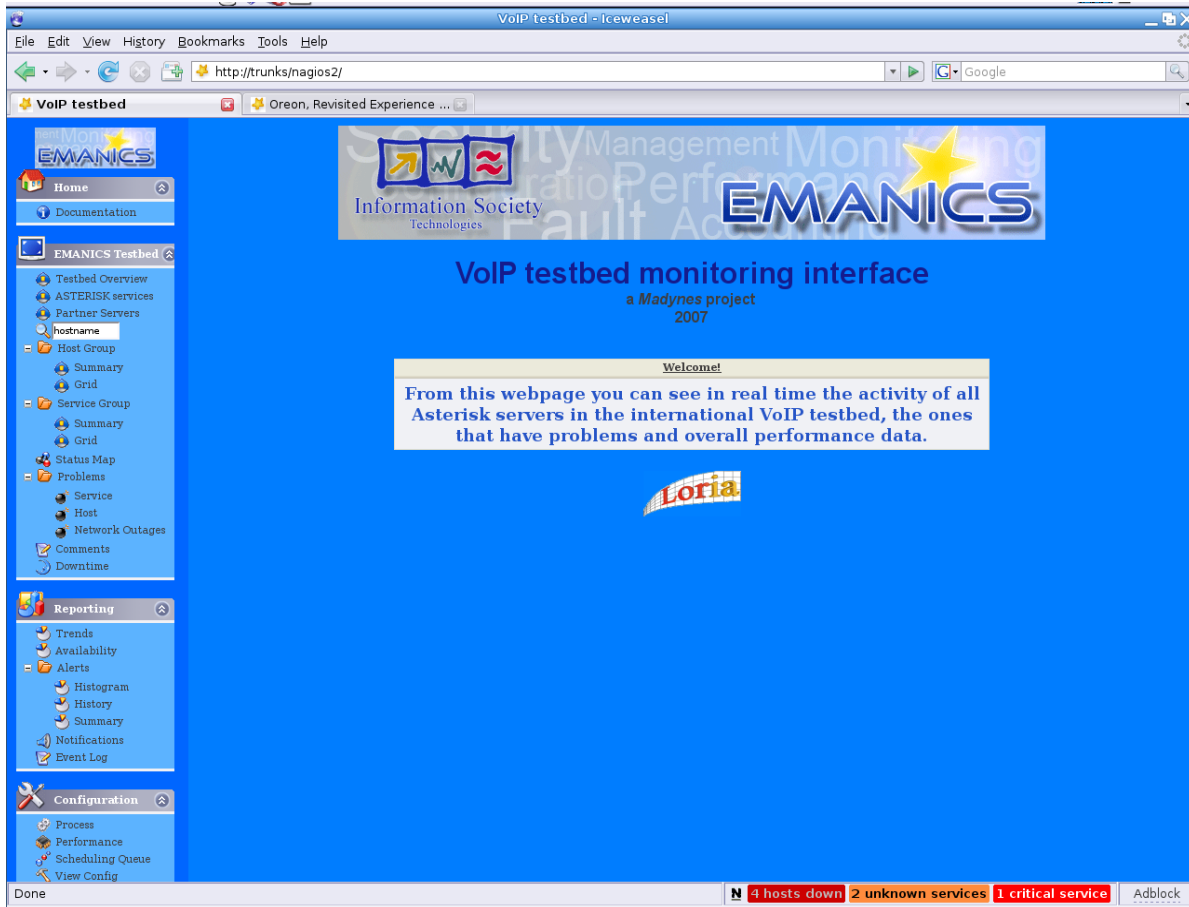 VoIP testbed - Iceweasel
File Edit View History Bookmarks Tools Help
http://trunks/nagios2/
G Google
VoIP testbed
Oreon, Revisited Experience ...
EMANICS
Home
Documentation
EMANICS Testbed
Testbed Overview
ASTERISK services
Partner Servers
hostname
Host Group
Summary
Grid
Service Group
Summary
Grid
Status Map
Problems
Service
Host
Network Outages
Comments
Downtime
Reporting
Trends
Availability
Alerts
Histogram
History
Summary
Notifications
Event Log
Configuration
Process
Performance
Scheduling Queue
View Config
Management
Information Society
Technologies
Fault
EMANICS
VoIP testbed monitoring interface
a Madynes project
2007
Welcome!
From this webpage you can see in real time the activity of all
Asterisk servers in the international VoIP testbed, the ones
that have problems and overall performance data.
Loria
Done
N 4 hosts down 2 unknown services 1 critical service Adblock